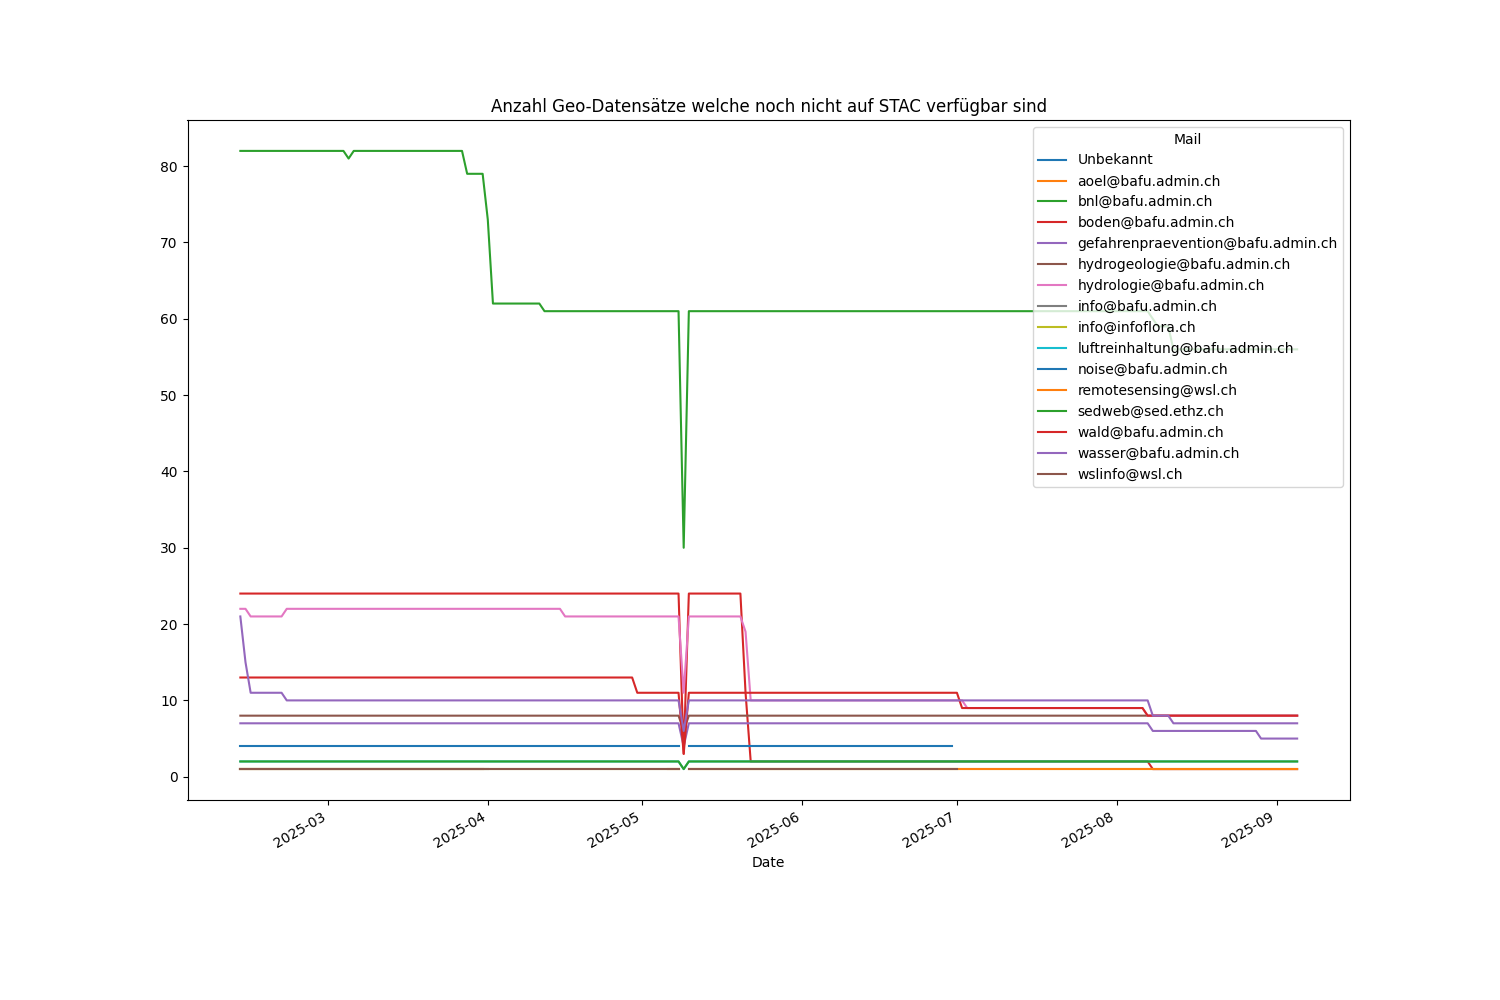 Anzahl Geo-Datensätze welche noch nicht auf STAC verfügbar sind
Mail
Unbekannt
aoel@bafu.admin.ch
bnl@bafu.admin.ch
boden@bafu.admin.ch
gefahrenpraevention@bafu.admin.ch
hydrogeologie@bafu.admin.ch
hydrologie@bafu.admin.ch
info@bafu.admin.ch
info@infoflora.ch
luftreinhaltung@bafu.admin.ch
noise@bafu.admin.ch
remotesensing@wsl.ch
sedweb@sed.ethz.ch
wald@bafu.admin.ch
wasser@bafu.admin.ch
wslinfo@wsl.ch
80
70
60
50
40
30
20
10
0
2025-03
2025-04
2025-05
2025-06
2025-07
2025-08
2025-09
Date